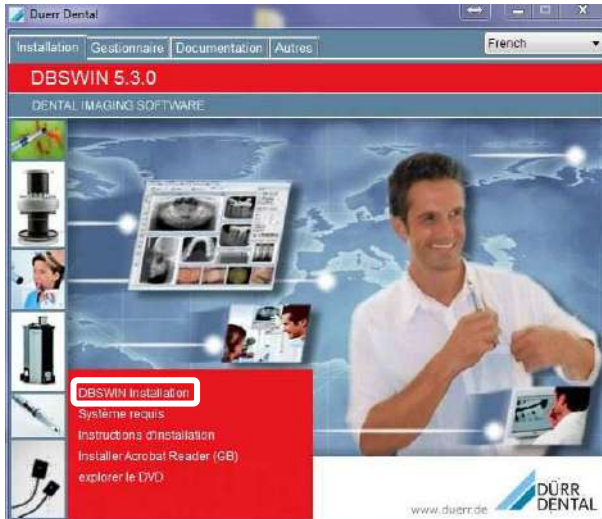 Duerr Dental
Installation Gestionnaire Documentation Autres French
DBSWIN 5.3.0
DENTAL IMAGING SOFTWARE
DBSWIN Installation
Système requis
Instructions d'installation
Installer Acrobat Reader (GB)
explorer le DVD
www.duerr.de
DÜRR
DENTAL